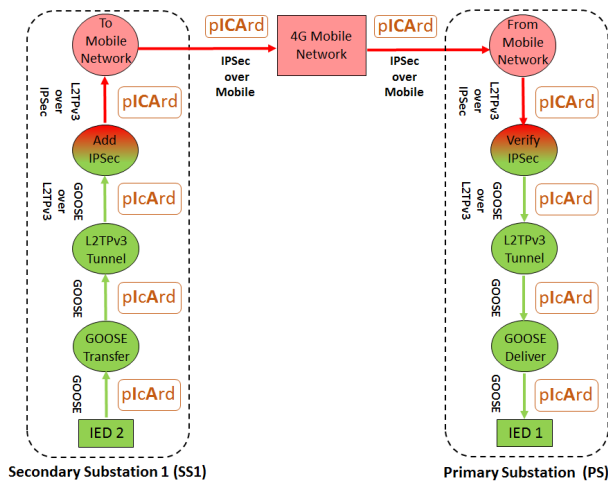 To
Mobile
Network
pICArd
IPSec
over
Mobile
4G Mobile
Network
pICArd
IPSec
over
Mobile
From
Mobile
Network
L2TPv3
over
IPSec
pICArd
Add
IPSec
GOOSE
over
L2TPv3
pIcArd
L2TPv3
Tunnel
GOOSE
pIcArd
GOOSE
Transfer
GOOSE
pIcArd
IED 2
Secondary Substation 1 (SS1)
L2TPv3
over
IPSec
pICArd
Verify
IPSec
GOOSE
over
L2TPv3
pIcArd
L2TPv3
Tunnel
GOOSE
pIcArd
GOOSE
Deliver
GOOSE
pIcArd
IED 1
Primary Substation (PS)